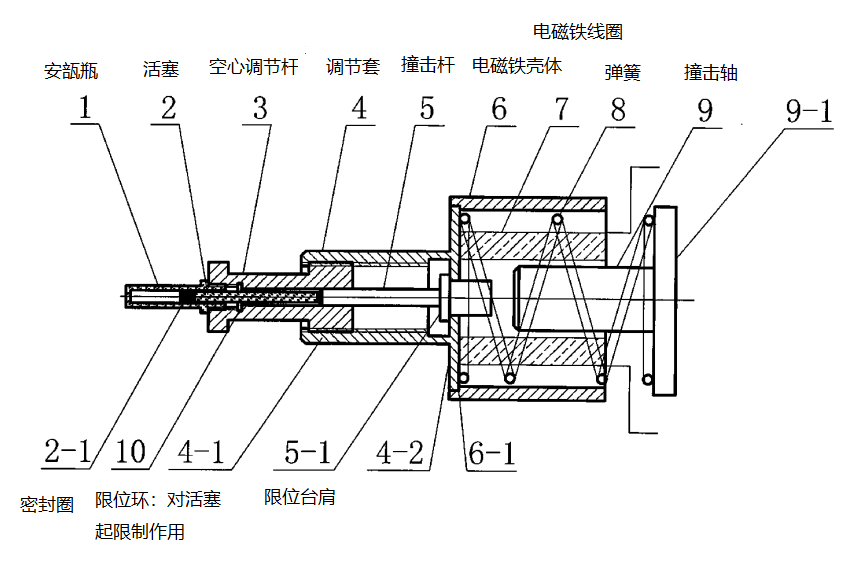 电磁铁线圈
安瓿瓶 活塞 空心调节杆 调节套 撞击杆 电磁铁壳体 弹簧 撞击轴
1 2 3 4 5 6 7 8 9 9-1
2-1 10 4-1 5-1 4-2 6-1
密封圈 限位环：对活塞 限位台肩
起限制作用